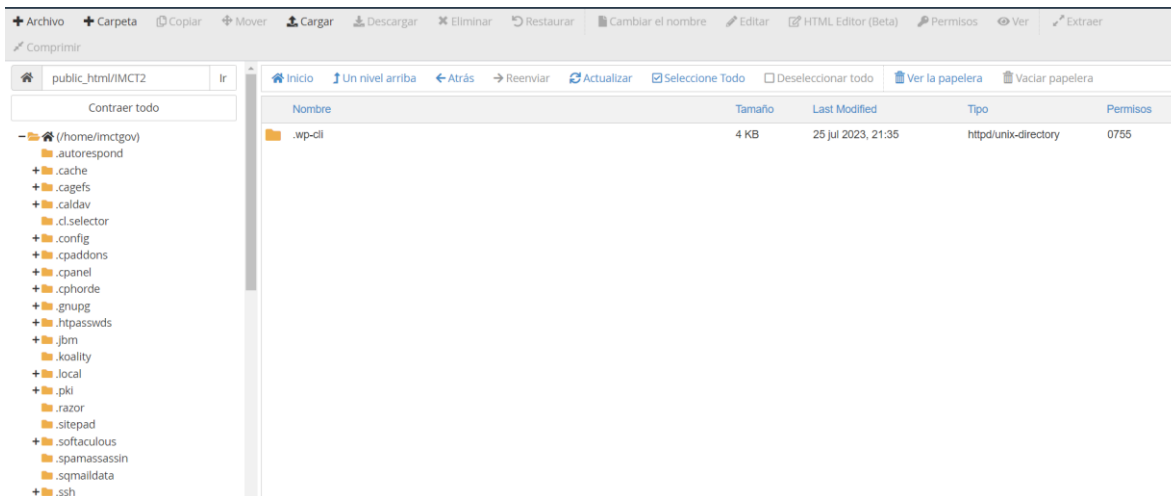 Archivo Carpeta Copiar Mover Cargar Descargar Eliminar Restaurar Cambiar el nombre Editar HTML Editor (Beta) Permisos Ver Extraer
Comprimir
public_html/IMCT2 Ir
Inicio Un nivel arriba Atrás Reenviar Actualizar Seleccione Todo Deseleccionar todo Ver la papelera Vaciar papelera
Contraer todo
Nombre Tamaño Last Modified Tipo Permisos
(/home/imctgov)
.wp-cli 4 KB 25 jul 2023, 21:35 httpd/unix-directory 0755
.autorespond
.cache
.cagefs
.caldav
.cl.selector
.config
.cpaddons
.cpanel
.cphorde
.gnupg
.htpasswds
.jbm
.koality
.local
.pki
.razor
.sitepad
.softaculous
.spamassassin
.sqmaildata
.ssh